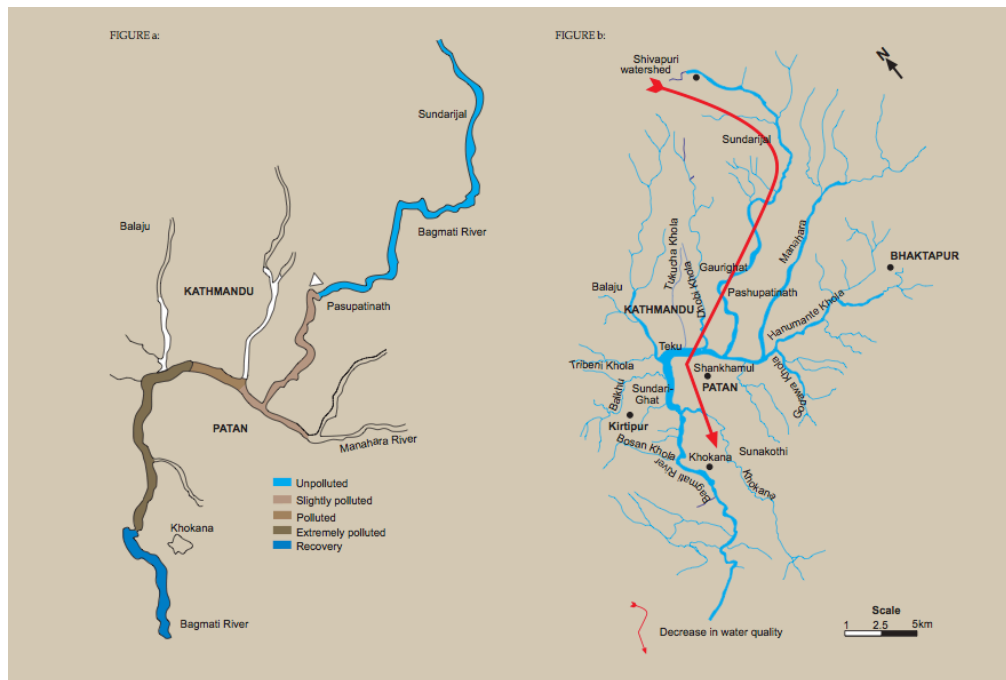 FIGURE a:
Sundarijal
Balaju
Bagmati River
KATHMANDU
Pasupatinath
PATAN
Manahara River
Unpolluted
Slightly polluted
Polluted
Extremely polluted
Recovery
Khokana
Bagmati River
FIGURE b:
Shivapuri
watershed
N
Sundarijal
Tukucha Khola
Dhobi Khola
Gaurighat
Manahara
BHAKTAPUR
Balaju
Pashupatinath
KATHMANDU
Hanumante Khola
Teku
Tribeni Khola
Shankhamul
PATAN
Godawa Khola
Balkhu
Sundari-
Ghat
Kirtipur
Bosan Khola
Sunakothi
Khokana
Bagmati River
Khokana
Decrease in water quality
Scale
1 2.5 5km